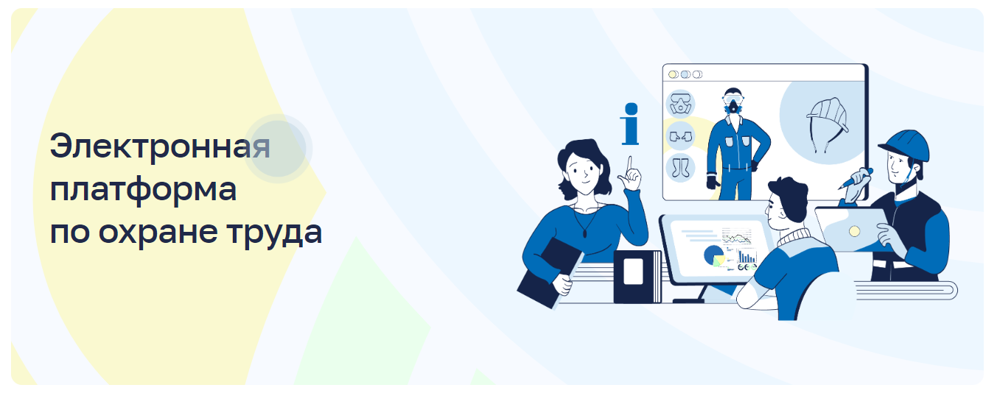 Электронная
платформа
по охране труда
i